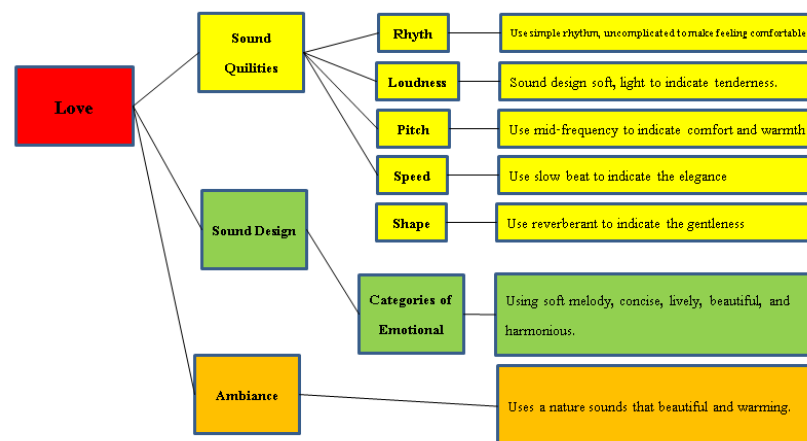 Love
Sound
Quilities
Rhyth
Use simple rhythm, uncomplicated to make feeling comfortable
Loudness
Sound design soft, light to indicate tenderness.
Pitch
Use mid-frequency to indicate comfort and warmth
Speed
Use slow beat to indicate the elegance
Shape
Use reverberant to indicate the gentleness
Sound Design
Categories of
Emotional
Using soft melody, concise, lively, beautiful, and
harmonious.
Ambiance
Uses a nature sounds that beautiful and warming.